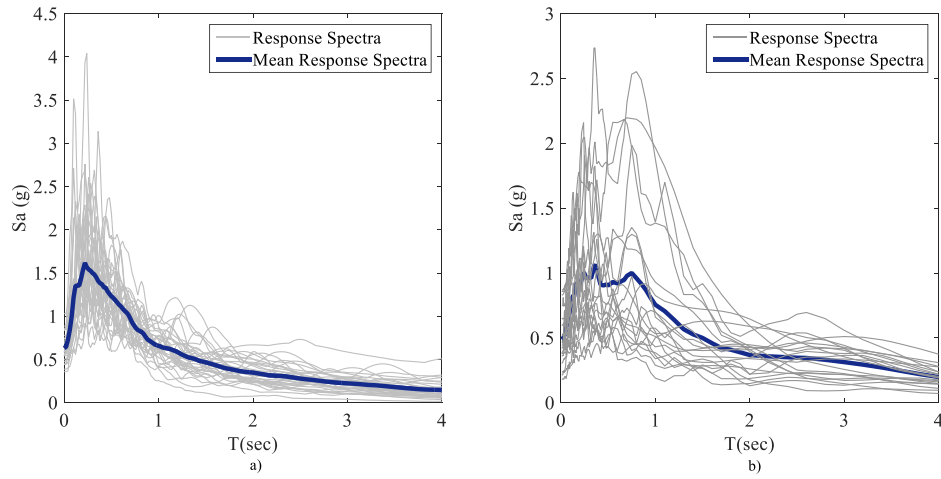 4.5
4
3.5
3
2.5
2
1.5
1
0.5
0
Sa (g)
0 1 2 3 4
T(sec)
a)
Response Spectra
Mean Response Spectra
3
2.5
2
1.5
1
0.5
0
Sa (g)
0 1 2 3 4
T(sec)
b)
Response Spectra
Mean Response Spectra